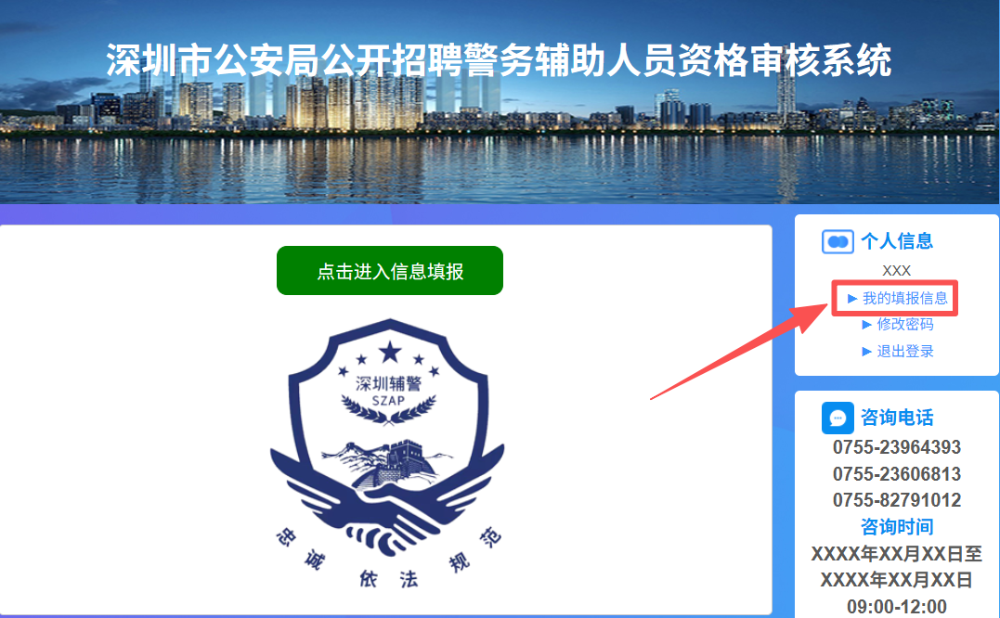 深圳市公安局公开招聘警务辅助人员资格审核系统
点击进入信息填报
深圳辅警
SZAP
忠诚 依法 规范
个人信息
XXX
▶ 我的填报信息
▶ 修改密码
▶ 退出登录
咨询电话
0755-23964393
0755-23606813
0755-82791012
咨询时间
XXXX年XX月XX日至
XXXX年XX月XX日
09:00-12:00